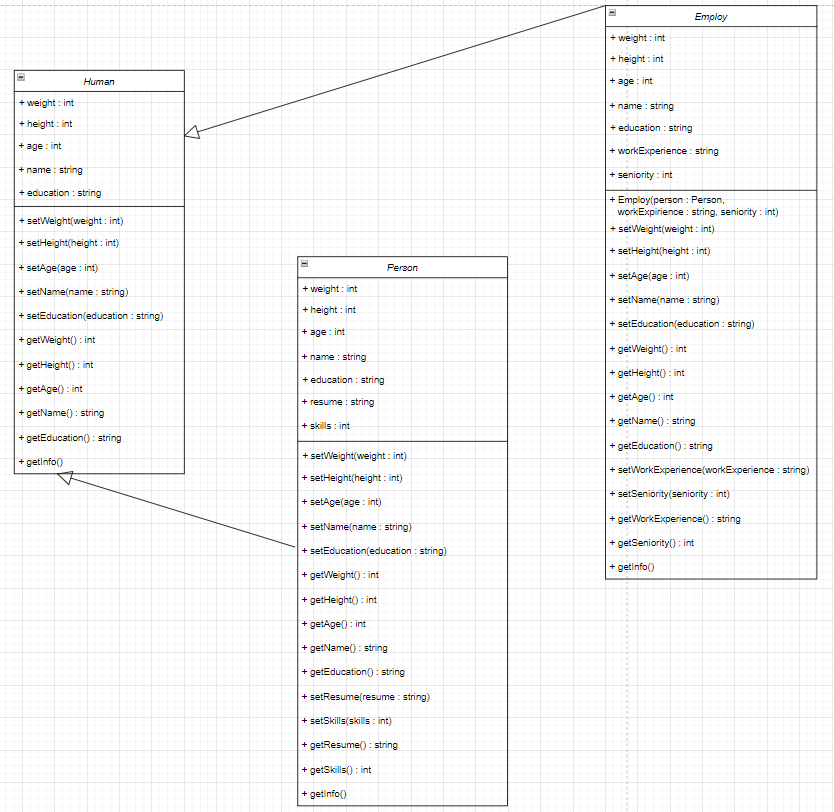 Human
+ weight : int
+ height : int
+ age : int
+ name : string
+ education : string
+ setWeight(weight : int)
+ setHeight(height : int)
+ setAge(age : int)
+ setName(name : string)
+ setEducation(education : string)
+ getWeight() : int
+ getHeight() : int
+ getAge() : int
+ getName() : string
+ getEducation() : string
+ getInfo()
Person
+ weight : int
+ height : int
+ age : int
+ name : string
+ education : string
+ resume : string
+ skills : int
+ setWeight(weight : int)
+ setHeight(height : int)
+ setAge(age : int)
+ setName(name : string)
+ setEducation(education : string)
+ getWeight() : int
+ getHeight() : int
+ getAge() : int
+ getName() : string
+ getEducation() : string
+ setResume(resume : string)
+ setSkills(skills : int)
+ getResume() : string
+ getSkills() : int
+ getInfo()
Employ
+ weight : int
+ height : int
+ age : int
+ name : string
+ education : string
+ workExperience : string
+ seniority : int
+ Employ(person : Person,
workExpirience : string, seniority : int)
+ setWeight(weight : int)
+ setHeight(height : int)
+ setAge(age : int)
+ setName(name : string)
+ setEducation(education : string)
+ getWeight() : int
+ getHeight() : int
+ getAge() : int
+ getName() : string
+ getEducation() : string
+ setWorkExperience(workExperience : string)
+ setSeniority(seniority : int)
+ getWorkExperience() : string
+ getSeniority() : int
+ getInfo()